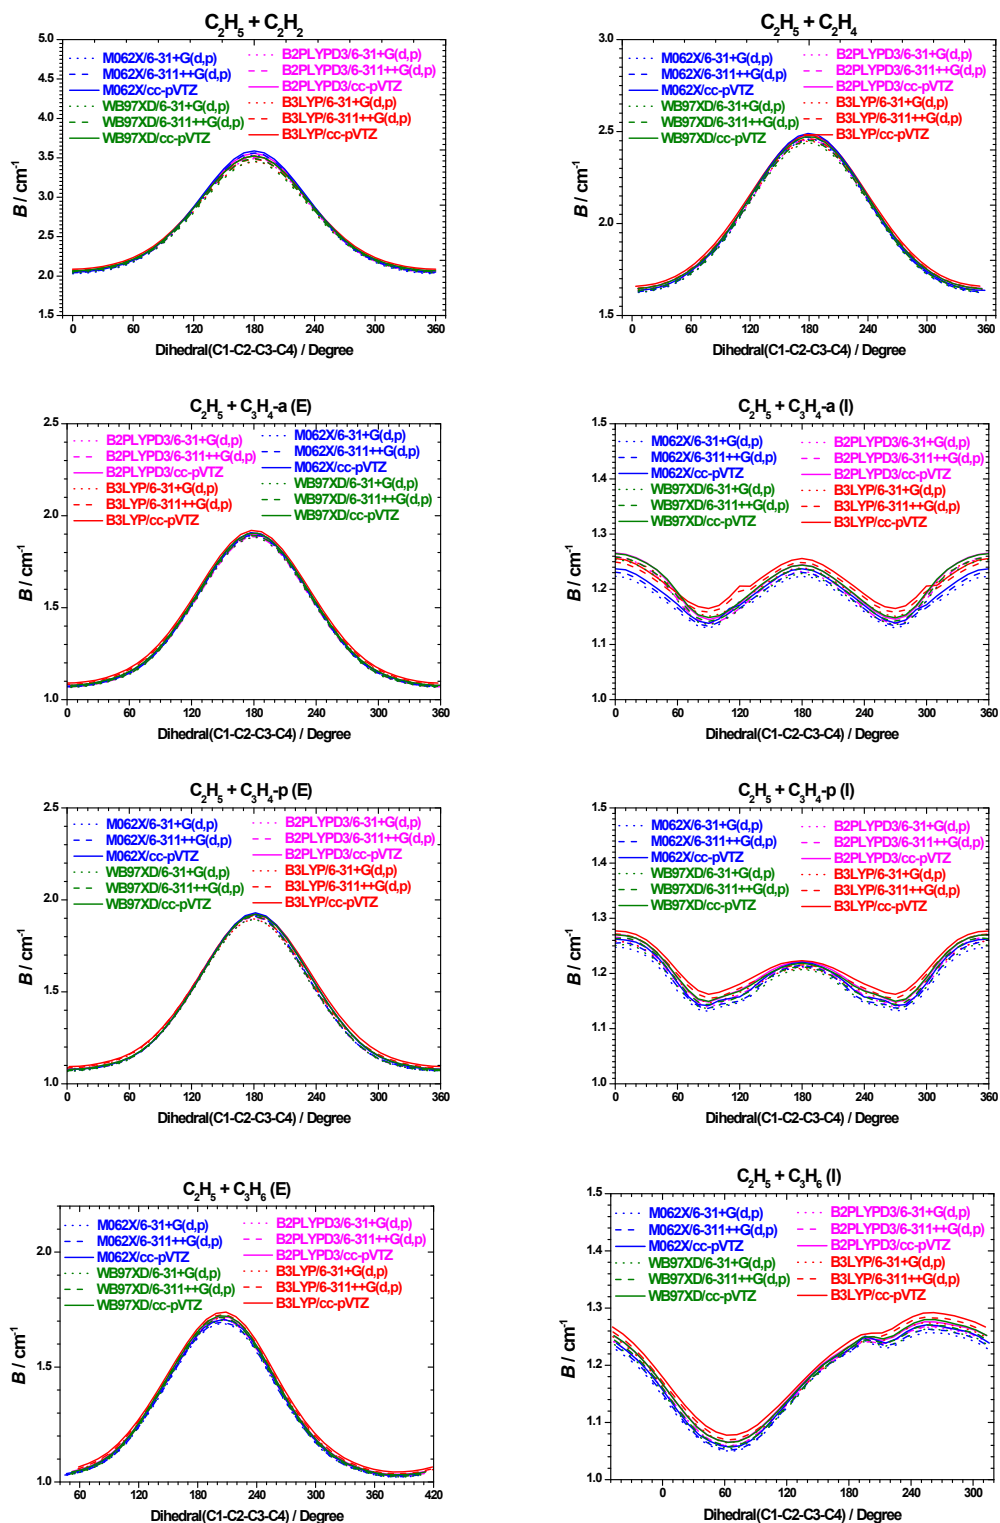 C₂H₅ + C₂H₂
5.0
4.5
4.0
3.5
3.0
2.5
2.0
1.5
B / cm⁻¹
M062X/6-31+G(d,p)
M062X/6-311++G(d,p)
M062X/cc-pVTZ
WB97XD/6-31+G(d,p)
WB97XD/6-311++G(d,p)
WB97XD/cc-pVTZ
B2PLYPD3/6-31+G(d,p)
B2PLYPD3/6-311++G(d,p)
B2PLYPD3/cc-pVTZ
B3LYP/6-31+G(d,p)
B3LYP/6-311++G(d,p)
B3LYP/cc-pVTZ
0 60 120 180 240 300 360
Dihedral(C1-C2-C3-C4) / Degree
C₂H₅ + C₂H₄
3.0
2.5
2.0
1.5
B / cm⁻¹
M062X/6-31+G(d,p)
M062X/6-311++G(d,p)
M062X/cc-pVTZ
WB97XD/6-31+G(d,p)
WB97XD/6-311++G(d,p)
WB97XD/cc-pVTZ
B2PLYPD3/6-31+G(d,p)
B2PLYPD3/6-311++G(d,p)
B2PLYPD3/cc-pVTZ
B3LYP/6-31+G(d,p)
B3LYP/6-311++G(d,p)
B3LYP/cc-pVTZ
0 60 120 180 240 300 360
Dihedral(C1-C2-C3-C4) / Degree
C₂H₅ + C₃H₄-a (E)
2.5
2.0
1.5
1.0
B / cm⁻¹
B2PLYPD3/6-31+G(d,p)
B2PLYPD3/6-311++G(d,p)
B2PLYPD3/cc-pVTZ
B3LYP/6-31+G(d,p)
B3LYP/6-311++G(d,p)
B3LYP/cc-pVTZ
M062X/6-31+G(d,p)
M062X/6-311++G(d,p)
M062X/cc-pVTZ
WB97XD/6-31+G(d,p)
WB97XD/6-311++G(d,p)
WB97XD/cc-pVTZ
0 60 120 180 240 300 360
Dihedral(C1-C2-C3-C4) / Degree
C₂H₅ + C₃H₄-a (I)
1.5
1.4
1.3
1.2
1.1
1.0
B / cm⁻¹
M062X/6-31+G(d,p)
M062X/6-311++G(d,p)
M062X/cc-pVTZ
WB97XD/6-31+G(d,p)
WB97XD/6-311++G(d,p)
WB97XD/cc-pVTZ
B2PLYPD3/6-31+G(d,p)
B2PLYPD3/6-311++G(d,p)
B2PLYPD3/cc-pVTZ
B3LYP/6-31+G(d,p)
B3LYP/6-311++G(d,p)
B3LYP/cc-pVTZ
0 60 120 180 240 300 360
Dihedral(C1-C2-C3-C4) / Degree
C₂H₅ + C₃H₄-p (E)
2.5
2.0
1.5
1.0
B / cm⁻¹
M062X/6-31+G(d,p)
M062X/6-311++G(d,p)
M062X/cc-pVTZ
WB97XD/6-31+G(d,p)
WB97XD/6-311++G(d,p)
WB97XD/cc-pVTZ
B2PLYPD3/6-31+G(d,p)
B2PLYPD3/6-311++G(d,p)
B2PLYPD3/cc-pVTZ
B3LYP/6-31+G(d,p)
B3LYP/6-311++G(d,p)
B3LYP/cc-pVTZ
0 60 120 180 240 300 360
Dihedral(C1-C2-C3-C4) / Degree
C₂H₅ + C₃H₄-p (I)
1.5
1.4
1.3
1.2
1.1
1.0
B / cm⁻¹
M062X/6-31+G(d,p)
M062X/6-311++G(d,p)
M062X/cc-pVTZ
WB97XD/6-31+G(d,p)
WB97XD/6-311++G(d,p)
WB97XD/cc-pVTZ
B2PLYPD3/6-31+G(d,p)
B2PLYPD3/6-311++G(d,p)
B2PLYPD3/cc-pVTZ
B3LYP/6-31+G(d,p)
B3LYP/6-311++G(d,p)
B3LYP/cc-pVTZ
0 60 120 180 240 300 360
Dihedral(C1-C2-C3-C4) / Degree
C₂H₅ + C₃H₆ (E)
2.0
1.5
1.0
B / cm⁻¹
M062X/6-31+G(d,p)
M062X/6-311++G(d,p)
M062X/cc-pVTZ
WB97XD/6-31+G(d,p)
WB97XD/6-311++G(d,p)
WB97XD/cc-pVTZ
B2PLYPD3/6-31+G(d,p)
B2PLYPD3/6-311++G(d,p)
B2PLYPD3/cc-pVTZ
B3LYP/6-31+G(d,p)
B3LYP/6-311++G(d,p)
B3LYP/cc-pVTZ
60 120 180 240 300 360 420
Dihedral(C1-C2-C3-C4) / Degree
C₂H₅ + C₃H₆ (I)
1.5
1.4
1.3
1.2
1.1
1.0
B / cm⁻¹
M062X/6-31+G(d,p)
M062X/6-311++G(d,p)
M062X/cc-pVTZ
WB97XD/6-31+G(d,p)
WB97XD/6-311++G(d,p)
WB97XD/cc-pVTZ
B2PLYPD3/6-31+G(d,p)
B2PLYPD3/6-311++G(d,p)
B2PLYPD3/cc-pVTZ
B3LYP/6-31+G(d,p)
B3LYP/6-311++G(d,p)
B3LYP/cc-pVTZ
0 60 120 180 240 300
Dihedral(C1-C2-C3-C4) / Degree